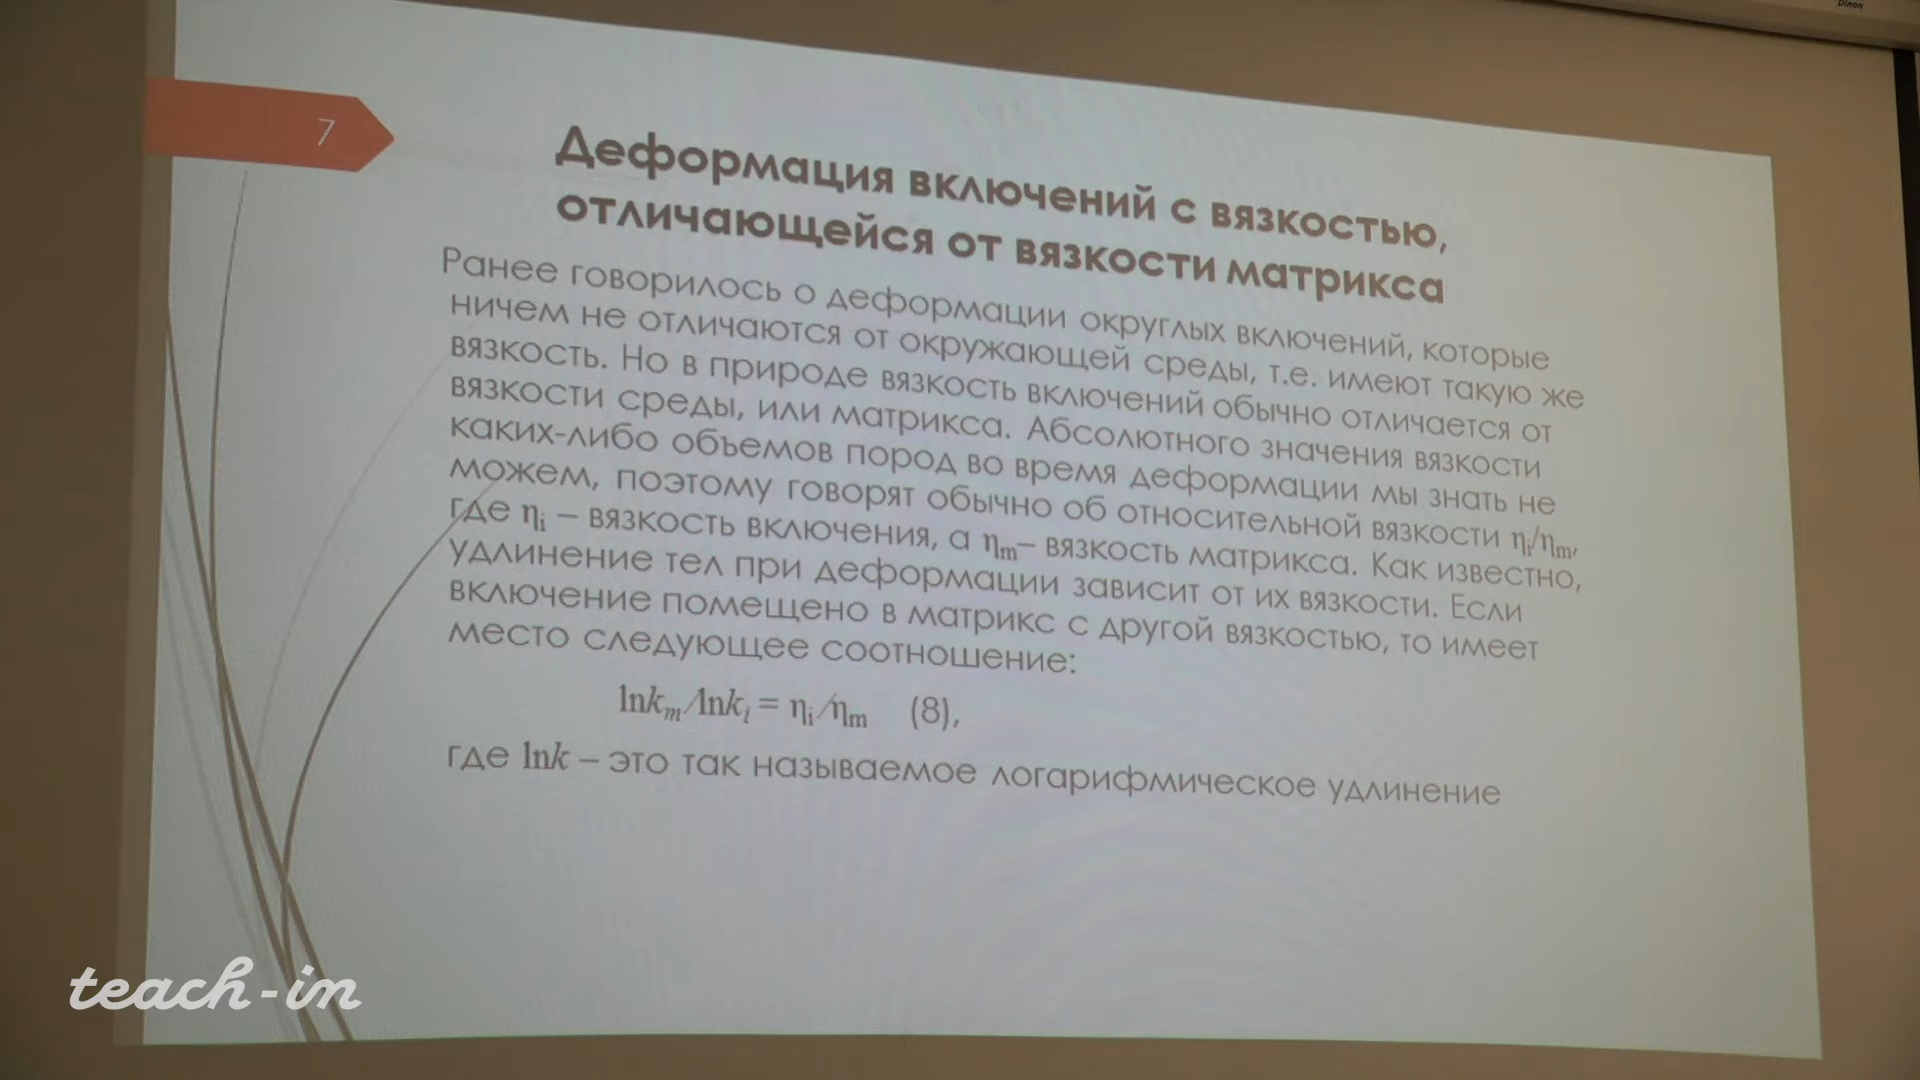 Dinon
7
Деформация включений с вязкостью,
отличающейся от вязкости матрикса
Ранее говорилось о деформации округлых включений, которые
ничем не отличаются от окружающей среды, т.е. имеют такую же
вязкость. Но в природе вязкость включений обычно отличается от
вязкости среды, или матрикса. Абсолютного значения вязкости
каких-либо объемов пород во время деформации мы знать не
можем, поэтому говорят обычно об относительной вязкости ηi/ηm,
где ηi – вязкость включения, а ηm– вязкость матрикса. Как известно,
удлинение тел при деформации зависит от их вязкости. Если
включение помещено в матрикс с другой вязкостью, то имеет
место следующее соотношение:
lnkm/lnki = ηi/ηm (8),
где lnk – это так называемое логарифмическое удлинение
teach-in